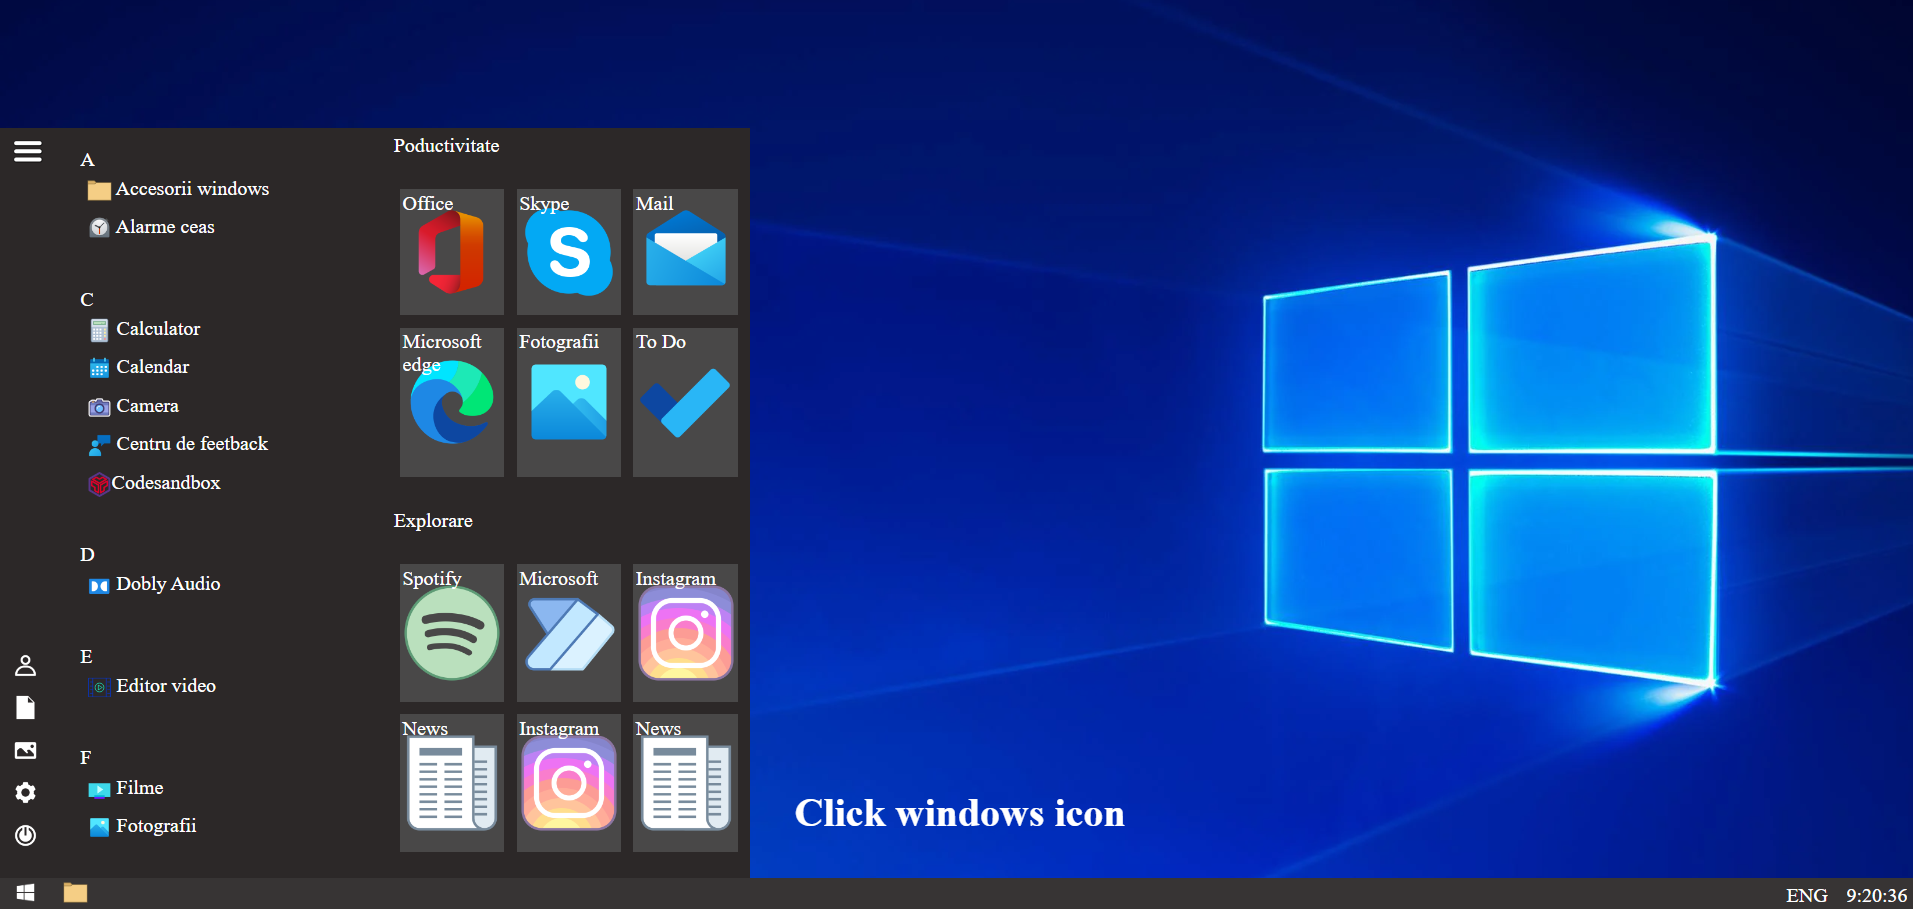 A
Accesorii windows
Alarme ceas
C
Calculator
Calendar
Camera
Centru de feetback
Codesandbox
D
Dobly Audio
E
Editor video
F
Filme
Fotografii
Poductivitate
Office
Skype
S
Mail
Microsoft
edge
Fotografii
To Do
Explorare
Spotify
Microsoft
Instagram
News
Instagram
News
Click windows icon
ENG 9:20:36